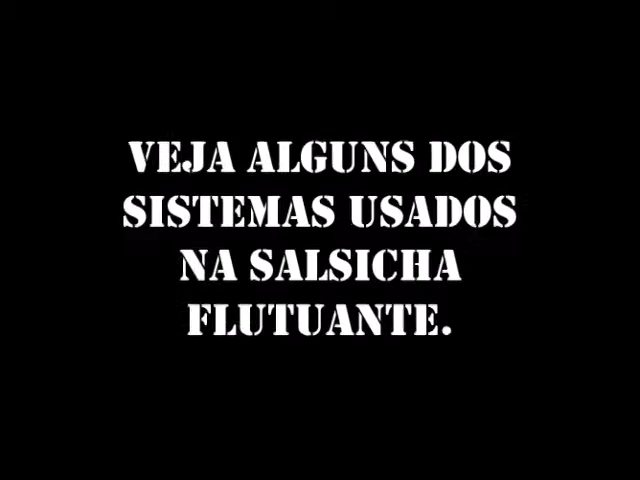 VEJA ALGUNS DOS
SISTEMAS USADOS
NA SALSICHA
FLUTUANTE.